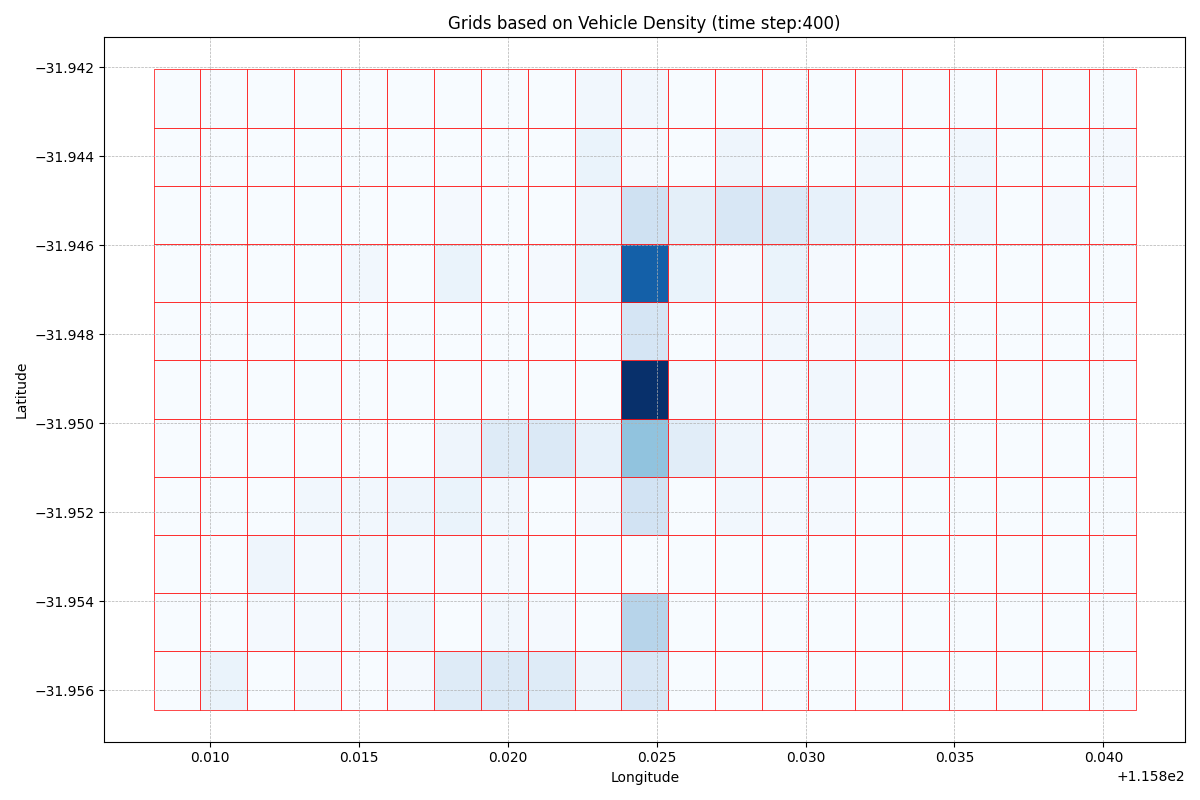 Grids based on Vehicle Density (time step:400)
−31.942
−31.944
−31.946
−31.948
−31.950
−31.952
−31.954
−31.956
Latitude
0.010 0.015 0.020 0.025 0.030 0.035 0.040
Longitude
+1.158e2